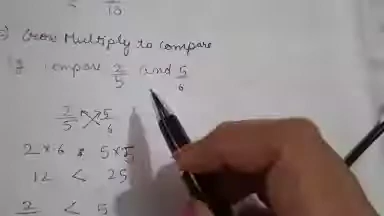 10
Cross Multiply to compare
compare 2/5 and 5/6
2/5 5/6
2 × 6 & 5 × 5
12 < 25
2 < 5